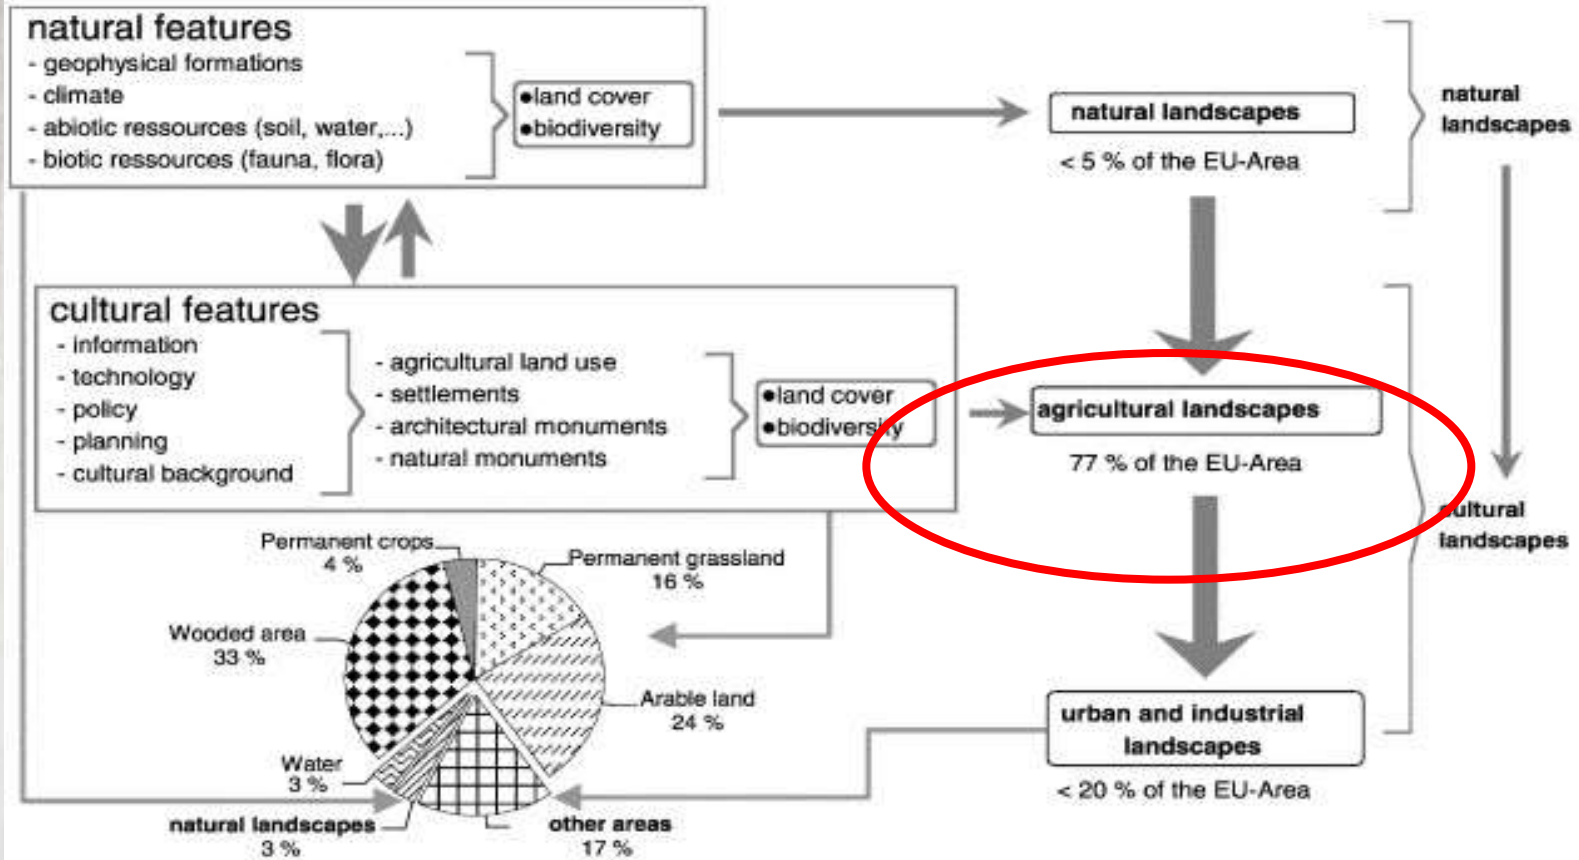 natural features
- geophysical formations
- climate
- abiotic ressources (soil, water,...)
- biotic ressources (fauna, flora)
●land cover
●biodiversity
natural landscapes
< 5 % of the EU-Area
natural
landscapes
cultural features
- information
- technology
- policy
- planning
- cultural background
- agricultural land use
- settlements
- architectural monuments
- natural monuments
●land cover
●biodiversity
agricultural landscapes
77 % of the EU-Area
cultural
landscapes
Permanent crops
4 %
Permanent grassland
16 %
Wooded area
33 %
Arable land
24 %
Water
3 %
natural landscapes
3 %
other areas
17 %
urban and industrial
landscapes
< 20 % of the EU-Area